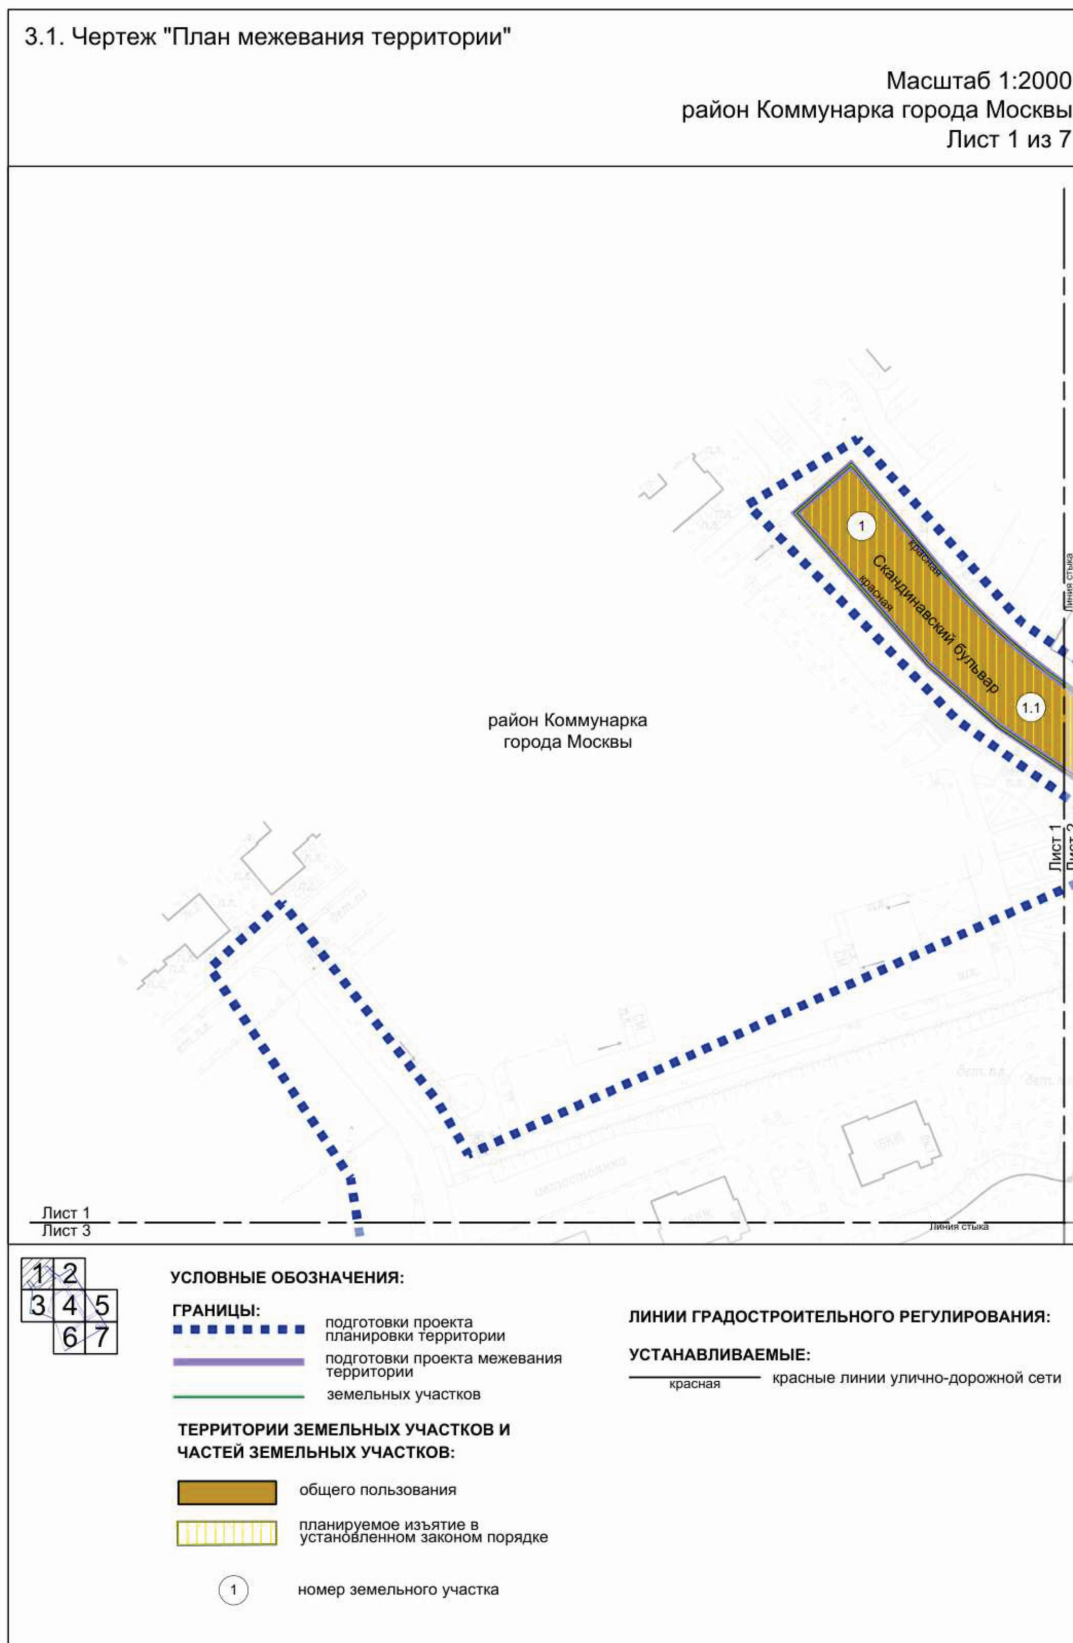 3.1. Чертеж "План межевания территории"
Масштаб 1:2000
район Коммунарка города Москвы
Лист 1 из 7
1
красная
Скандинавский бульвар
красная
1.1
Линия стыка
район Коммунарка
города Москвы
Лист 1
Лист 2
Лист 1
Лист 3
Линия стыка
1 2
3 4 5
6 7
УСЛОВНЫЕ ОБОЗНАЧЕНИЯ:
ГРАНИЦЫ:
подготовки проекта
планировки территории
подготовки проекта межевания
территории
земельных участков
ТЕРРИТОРИИ ЗЕМЕЛЬНЫХ УЧАСТКОВ И
ЧАСТЕЙ ЗЕМЕЛЬНЫХ УЧАСТКОВ:
общего пользования
планируемое изъятие в
установленном законом порядке
1
номер земельного участка
ЛИНИИ ГРАДОСТРОИТЕЛЬНОГО РЕГУЛИРОВАНИЯ:
УСТАНАВЛИВАЕМЫЕ:
красная
красные линии улично-дорожной сети